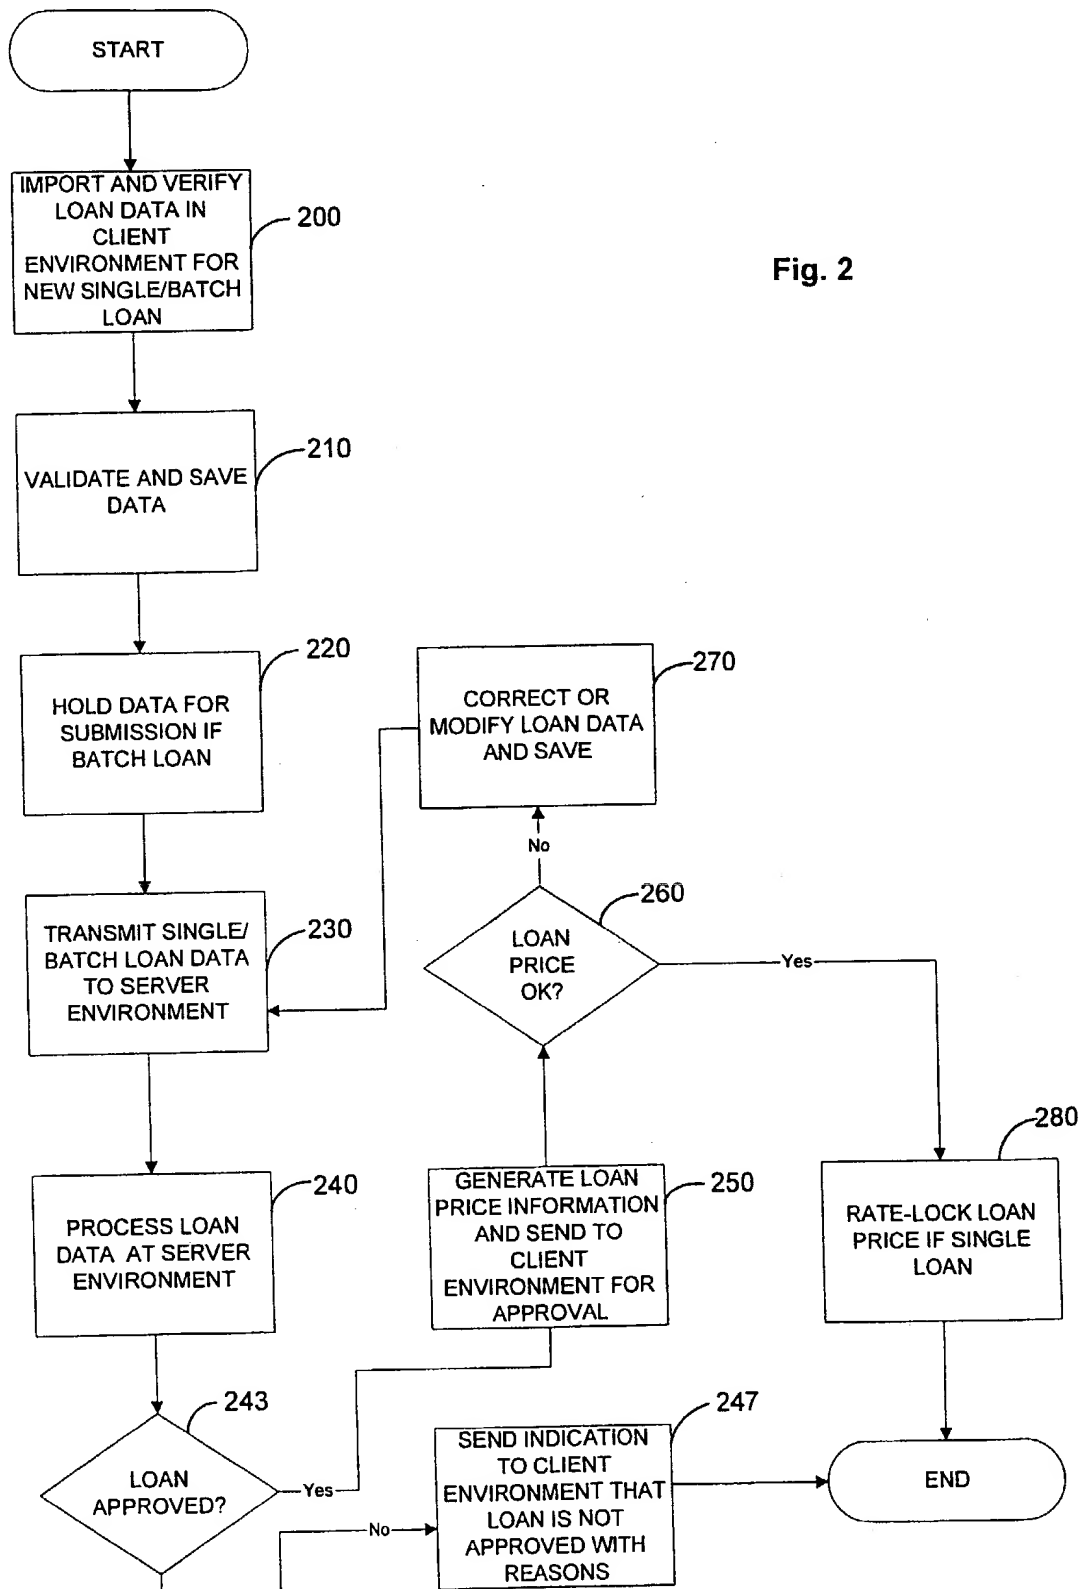 START
IMPORT AND VERIFY
LOAN DATA IN
CLIENT
ENVIRONMENT FOR
NEW SINGLE/BATCH
LOAN
200
Fig. 2
VALIDATE AND SAVE
DATA
210
HOLD DATA FOR
SUBMISSION IF
BATCH LOAN
220
CORRECT OR
MODIFY LOAN DATA
AND SAVE
270
No
TRANSMIT SINGLE/
BATCH LOAN DATA
TO SERVER
ENVIRONMENT
230
LOAN
PRICE
OK?
260
Yes
PROCESS LOAN
DATA AT SERVER
ENVIRONMENT
240
GENERATE LOAN
PRICE INFORMATION
AND SEND TO
CLIENT
ENVIRONMENT FOR
APPROVAL
250
RATE-LOCK LOAN
PRICE IF SINGLE
LOAN
280
LOAN
APPROVED?
243
Yes
No
SEND INDICATION
TO CLIENT
ENVIRONMENT THAT
LOAN IS NOT
APPROVED WITH
REASONS
247
END